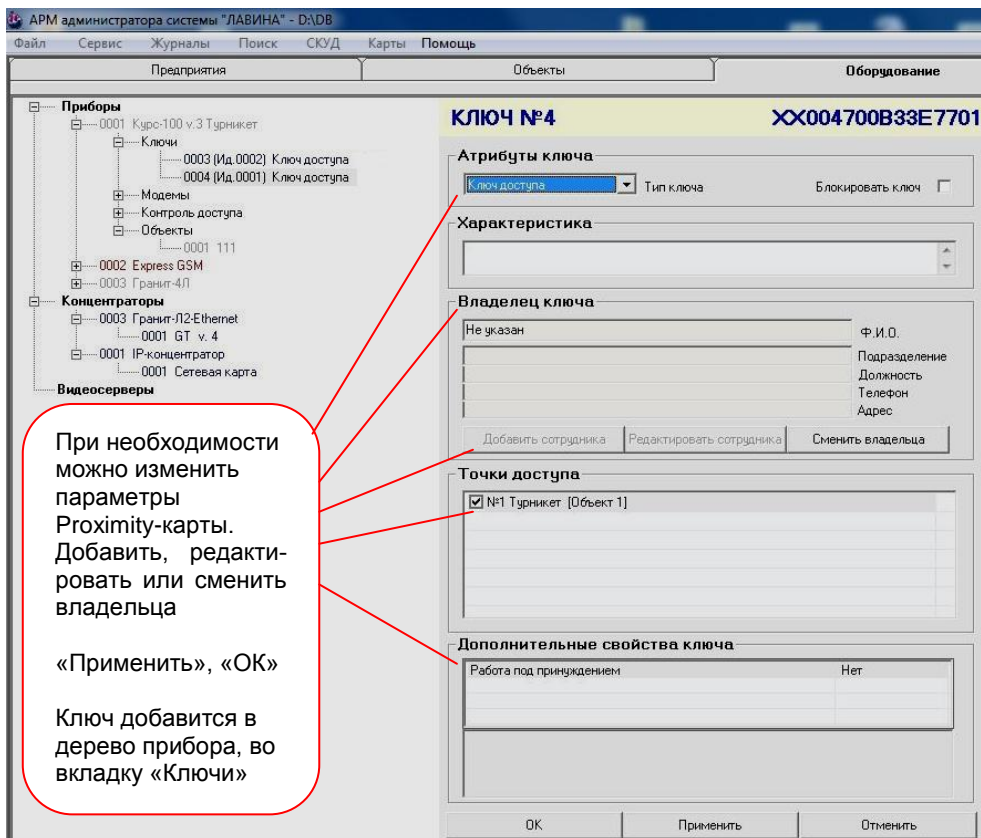 АРМ администратора системы "ЛАВИНА" - D:\DB
Файл Сервис Журналы Поиск СКУД Карты Помощь
Предприятия Объекты Оборудование
Приборы
0001 Курс-100 v.3 Турникет
Ключи
0003 (Ид.0002) Ключ доступа
0004 (Ид.0001) Ключ доступа
Модемы
Контроль доступа
Объекты
0001 111
0002 Express GSM
0003 Гранит-4Л
Концентраторы
0003 Гранит-Л2-Ethernet
0001 GT v. 4
0001 IP-концентратор
0001 Сетевая карта
Видеосерверы
При необходимости
можно изменить
параметры
Proximity-карты.
Добавить, редакти-
ровать или сменить
владельца
«Применить», «ОК»
Ключ добавится в
дерево прибора, во
вкладку «Ключи»
КЛЮЧ №4 XX004700B33E7701
Атрибуты ключа
Ключ доступа Тип ключа Блокировать ключ
Характеристика
Владелец ключа
Не указан Ф.И.О.
Подразделение
Должность
Телефон
Адрес
Добавить сотрудника Редактировать сотрудника Сменить владельца
Точки доступа
№1 Турникет [Объект 1]
Дополнительные свойства ключа
Работа под принуждением Нет
OK Применить Отменить